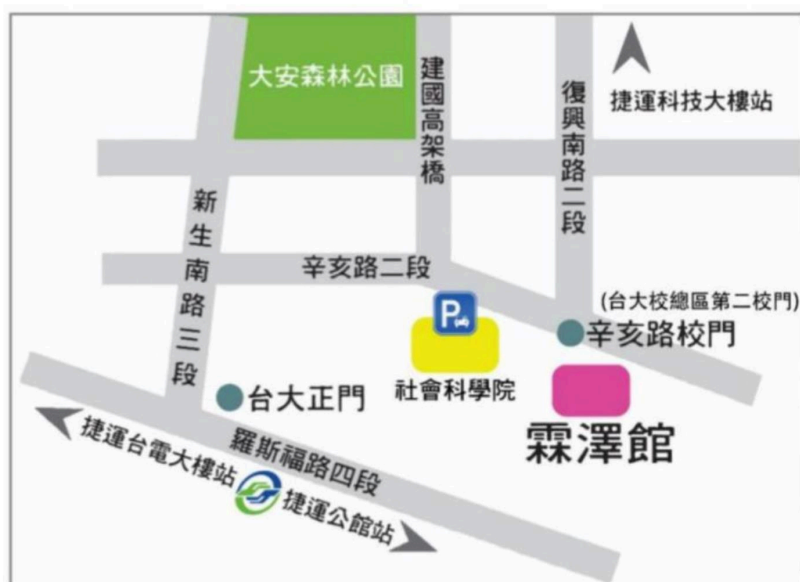 大安森林公園
建國高架橋
復興南路二段
捷運科技大樓站
新生南路三段
辛亥路二段
(台大校總區第二校門)
辛亥路校門
P
社會科學院
台大正門
霖澤館
羅斯福路四段
捷運台電大樓站
捷運公館站